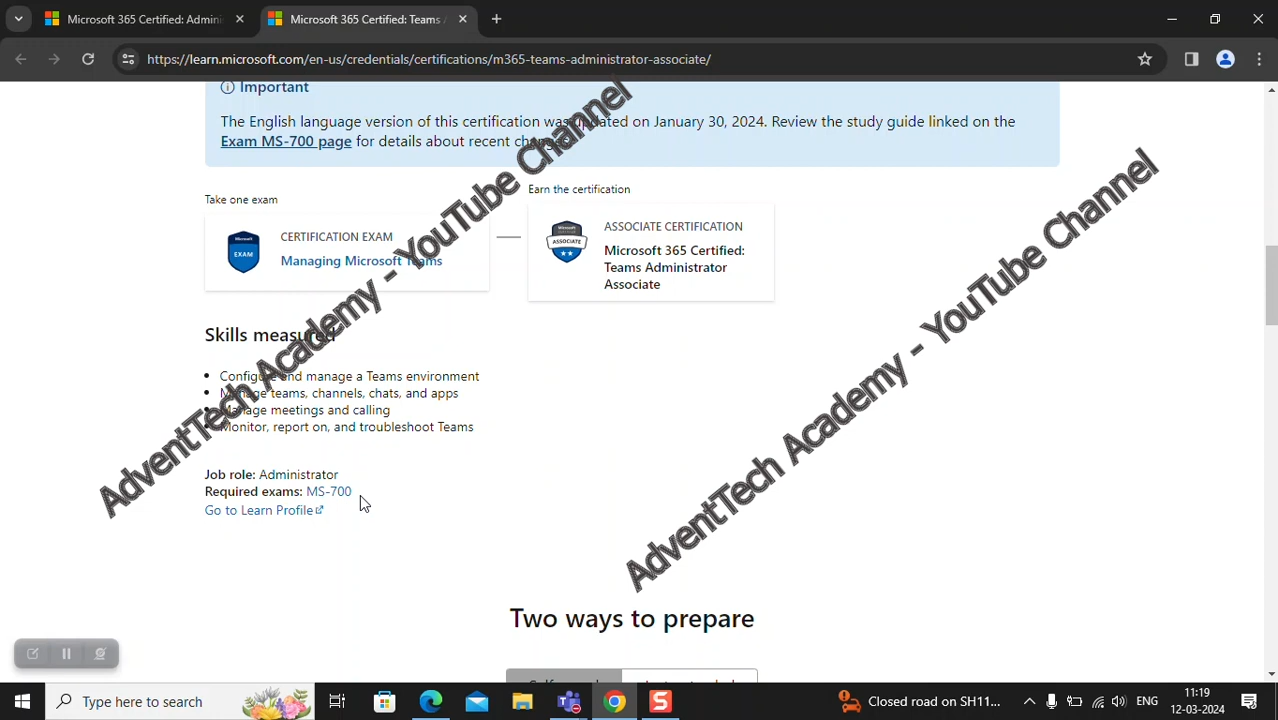 Microsoft 365 Certified: Admini
Microsoft 365 Certified: Teams A
https://learn.microsoft.com/en-us/credentials/certifications/m365-teams-administrator-associate/
Important
The English language version of this certification was updated on January 30, 2024. Review the study guide linked on the
Exam MS-700 page for details about recent changes.
Take one exam
CERTIFICATION EXAM
Managing Microsoft Teams
Microsoft
EXAM
Earn the certification
ASSOCIATE CERTIFICATION
Microsoft 365 Certified:
Teams Administrator
Associate
Microsoft
ASSOCIATE
Skills measured
Configure and manage a Teams environment
Manage teams, channels, chats, and apps
Manage meetings and calling
Monitor, report on, and troubleshoot Teams
Job role: Administrator
Required exams: MS-700
Go to Learn Profile
Two ways to prepare
AdventTech Academy - YouTube Channel
AdventTech Academy - YouTube Channel
Type here to search
Closed road on SH11...
ENG
11:19
12-03-2024